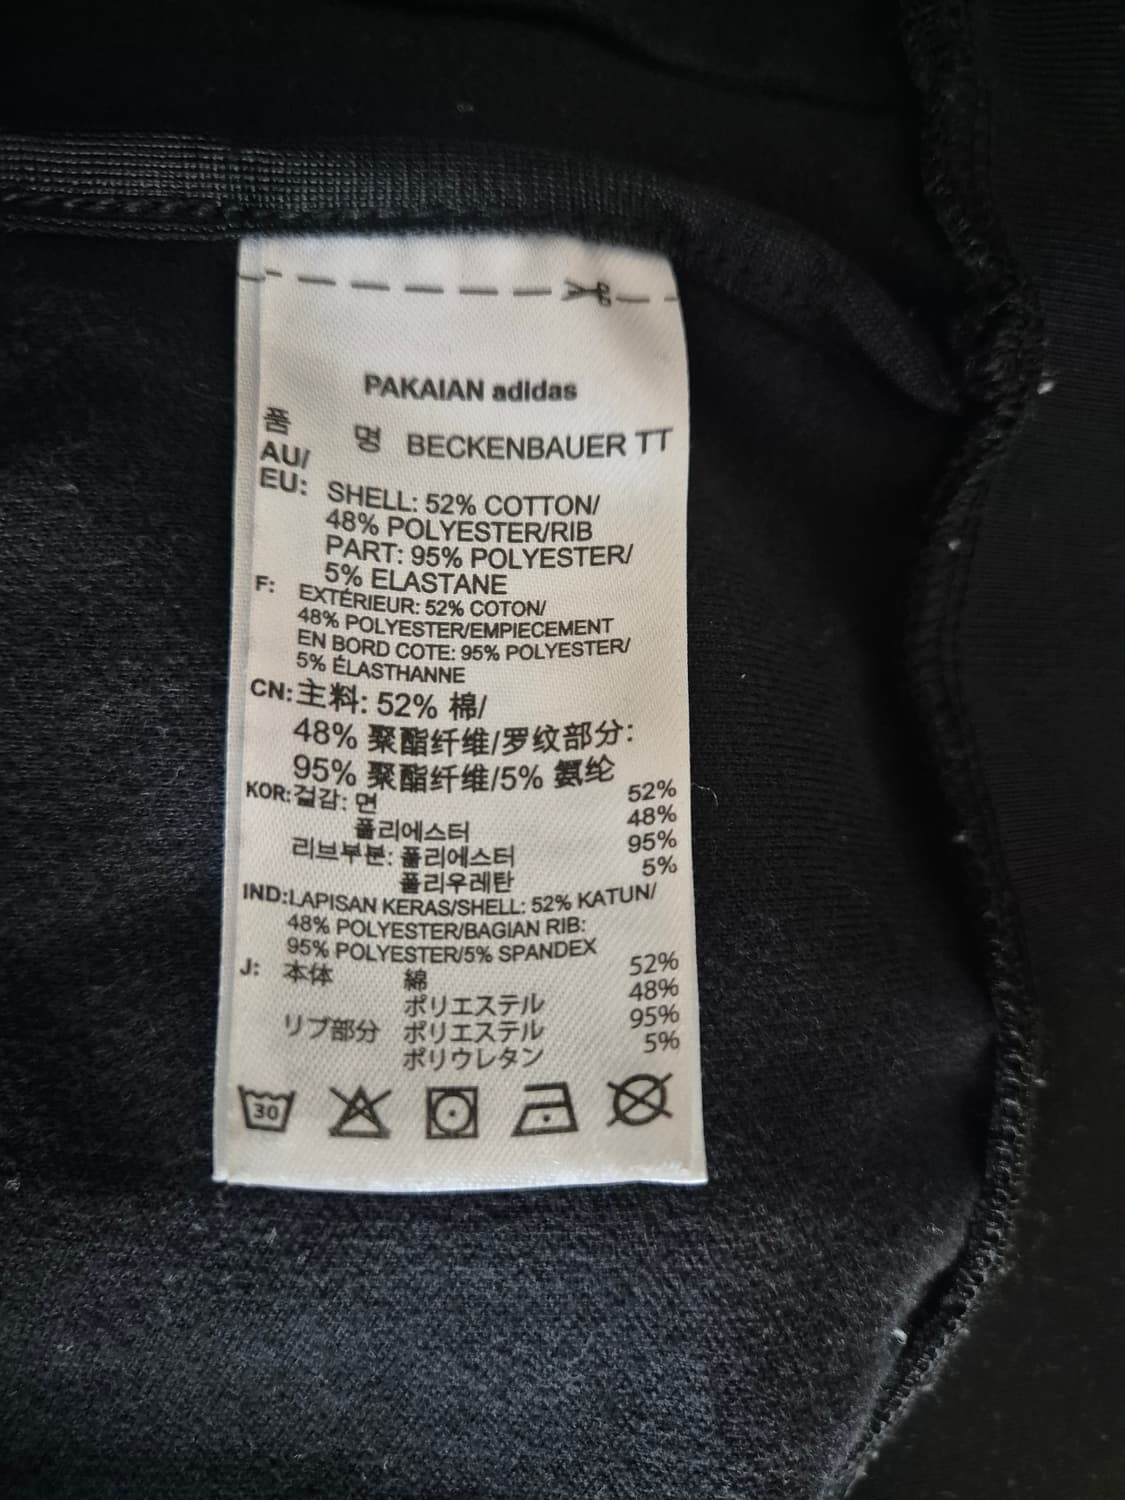 PAKAIAN adidas
품 명 BECKENBAUER TT
AU/
EU: SHELL: 52% COTTON/
48% POLYESTER/RIB
PART: 95% POLYESTER/
5% ELASTANE
F: EXTÉRIEUR: 52% COTON/
48% POLYESTER/EMPIECEMENT
EN BORD COTE: 95% POLYESTER/
5% ÉLASTHANNE
CN: 主料: 52% 棉/
48% 聚酯纤维/罗纹部分:
95% 聚酯纤维/5% 氨纶
KOR: 겉감: 면 52%
폴리에스터 48%
리브부분: 폴리에스터 95%
폴리우레탄 5%
IND: LAPISAN KERAS/SHELL: 52% KATUN/
48% POLYESTER/BAGIAN RIB:
95% POLYESTER/5% SPANDEX
J: 本体 綿 52%
ポリエステル 48%
リブ部分 ポリエステル 95%
ポリウレタン 5%
30